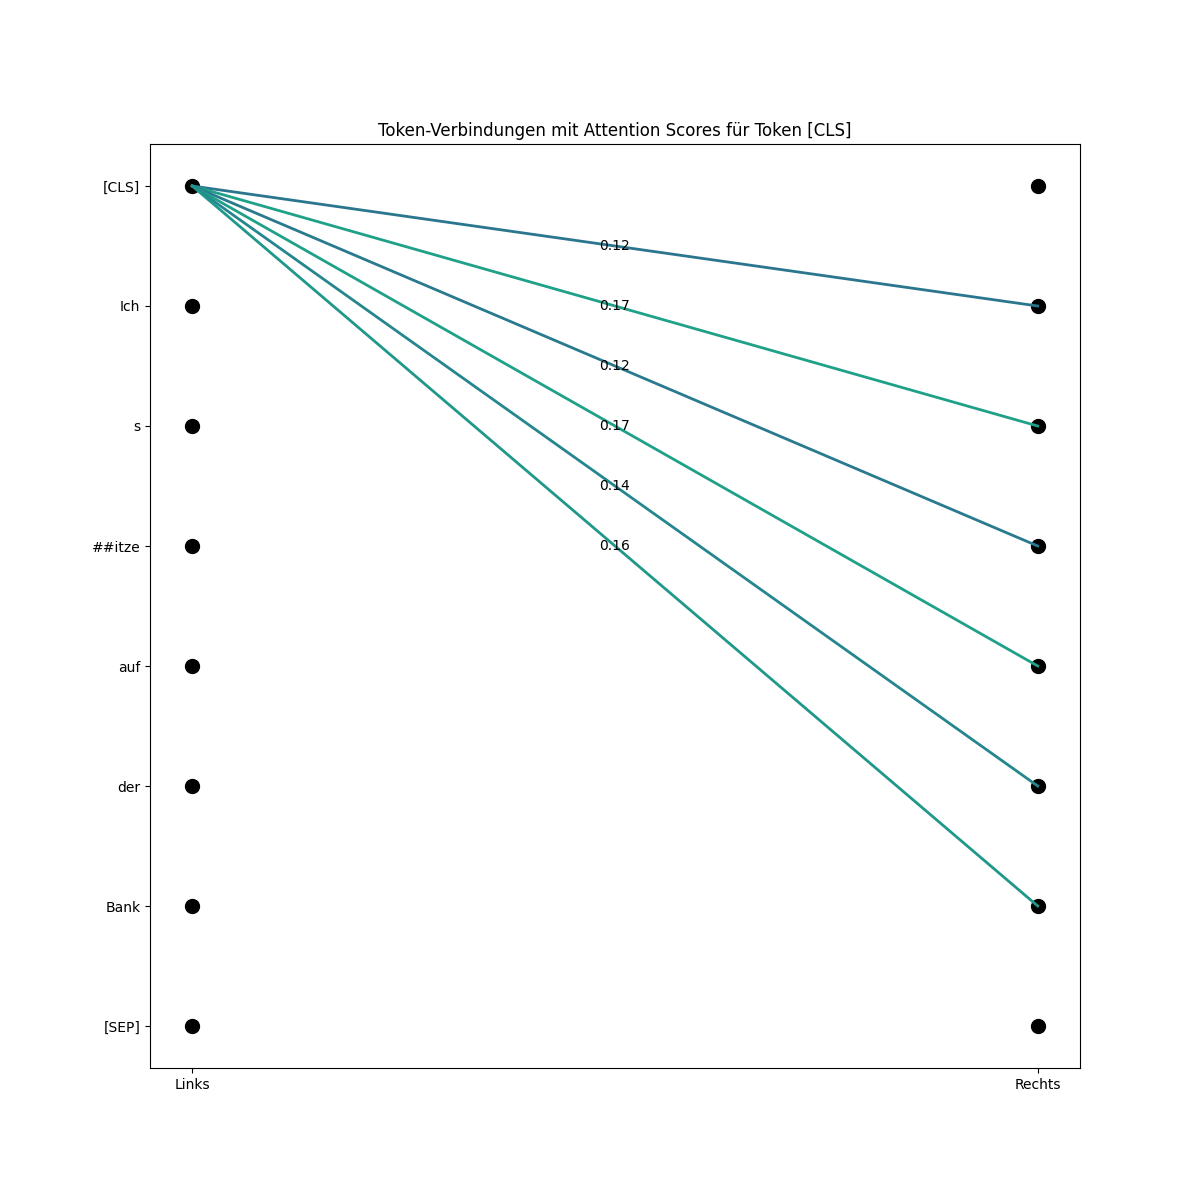 Token-Verbindungen mit Attention Scores für Token [CLS]
[CLS]
0.12
Ich
0.17
0.12
s
0.17
0.14
##itze
0.16
auf
der
Bank
[SEP]
Links
Rechts